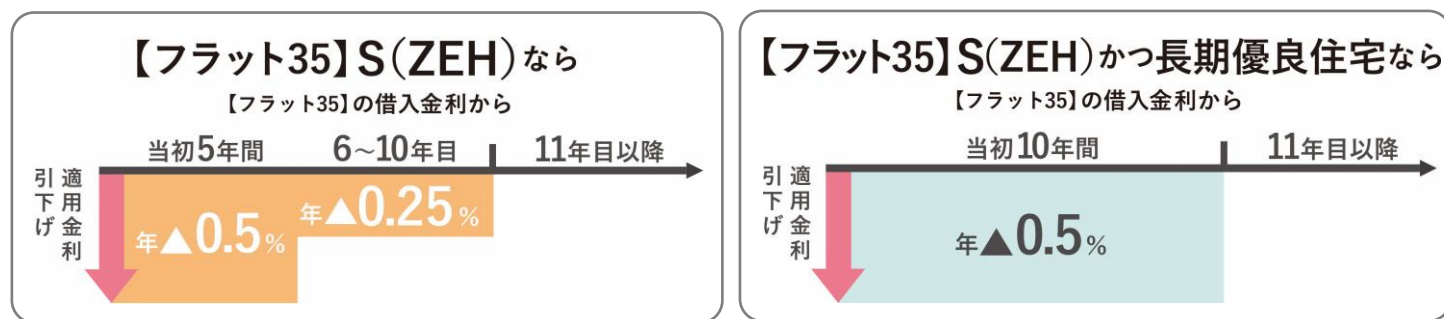 【フラット35】S(ZEH)なら
【フラット35】の借入金利から
当初5年間
6〜10年目
11年目以降
適用金利
引下げ
年▲0.5%
年▲0.25%
【フラット35】S(ZEH)かつ長期優良住宅なら
【フラット35】の借入金利から
当初10年間
11年目以降
適用金利
引下げ
年▲0.5%